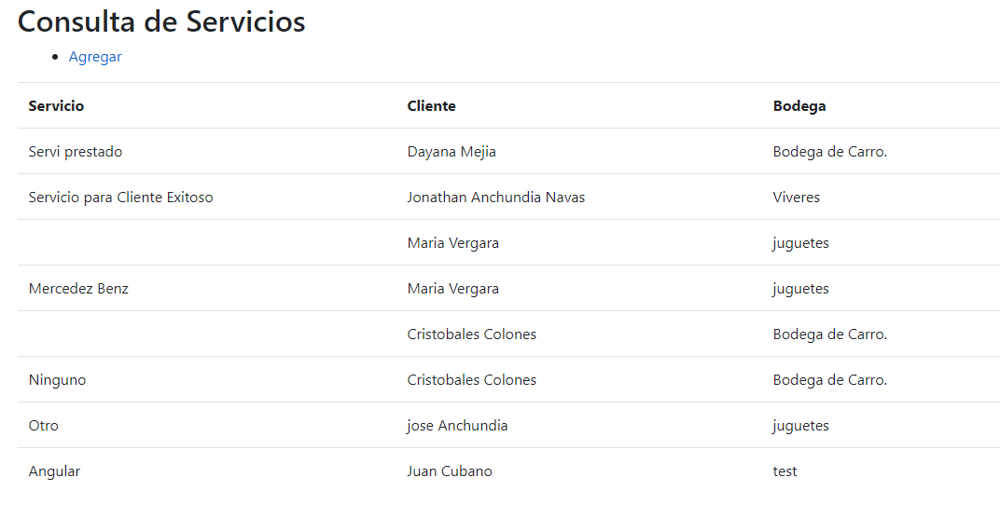 Consulta de Servicios
Agregar
Servicio Cliente Bodega
Servi prestado Dayana Mejia Bodega de Carro.
Servicio para Cliente Exitoso Jonathan Anchundia Navas Viveres
Maria Vergara juguetes
Mercedez Benz Maria Vergara juguetes
Cristobales Colones Bodega de Carro.
Ninguno Cristobales Colones Bodega de Carro.
Otro jose Anchundia juguetes
Angular Juan Cubano test